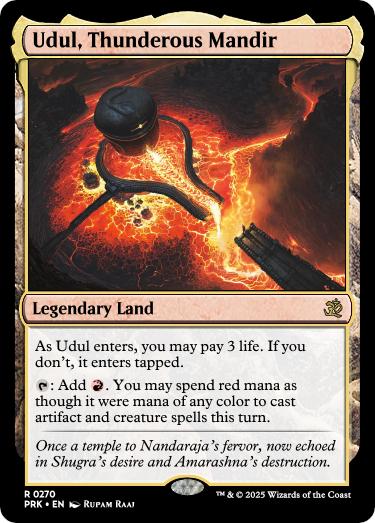 Udul, Thunderous Mandir
Legendary Land
As Udul enters, you may pay 3 life. If you
don't, it enters tapped.
: Add . You may spend red mana as
though it were mana of any color to cast
artifact and creature spells this turn.
Once a temple to Nandaraja's fervor, now echoed
in Shugra's desire and Amarashna's destruction.
R 0270
PRK • EN Rupam Raaj
™ & © 2025 Wizards of the Coast